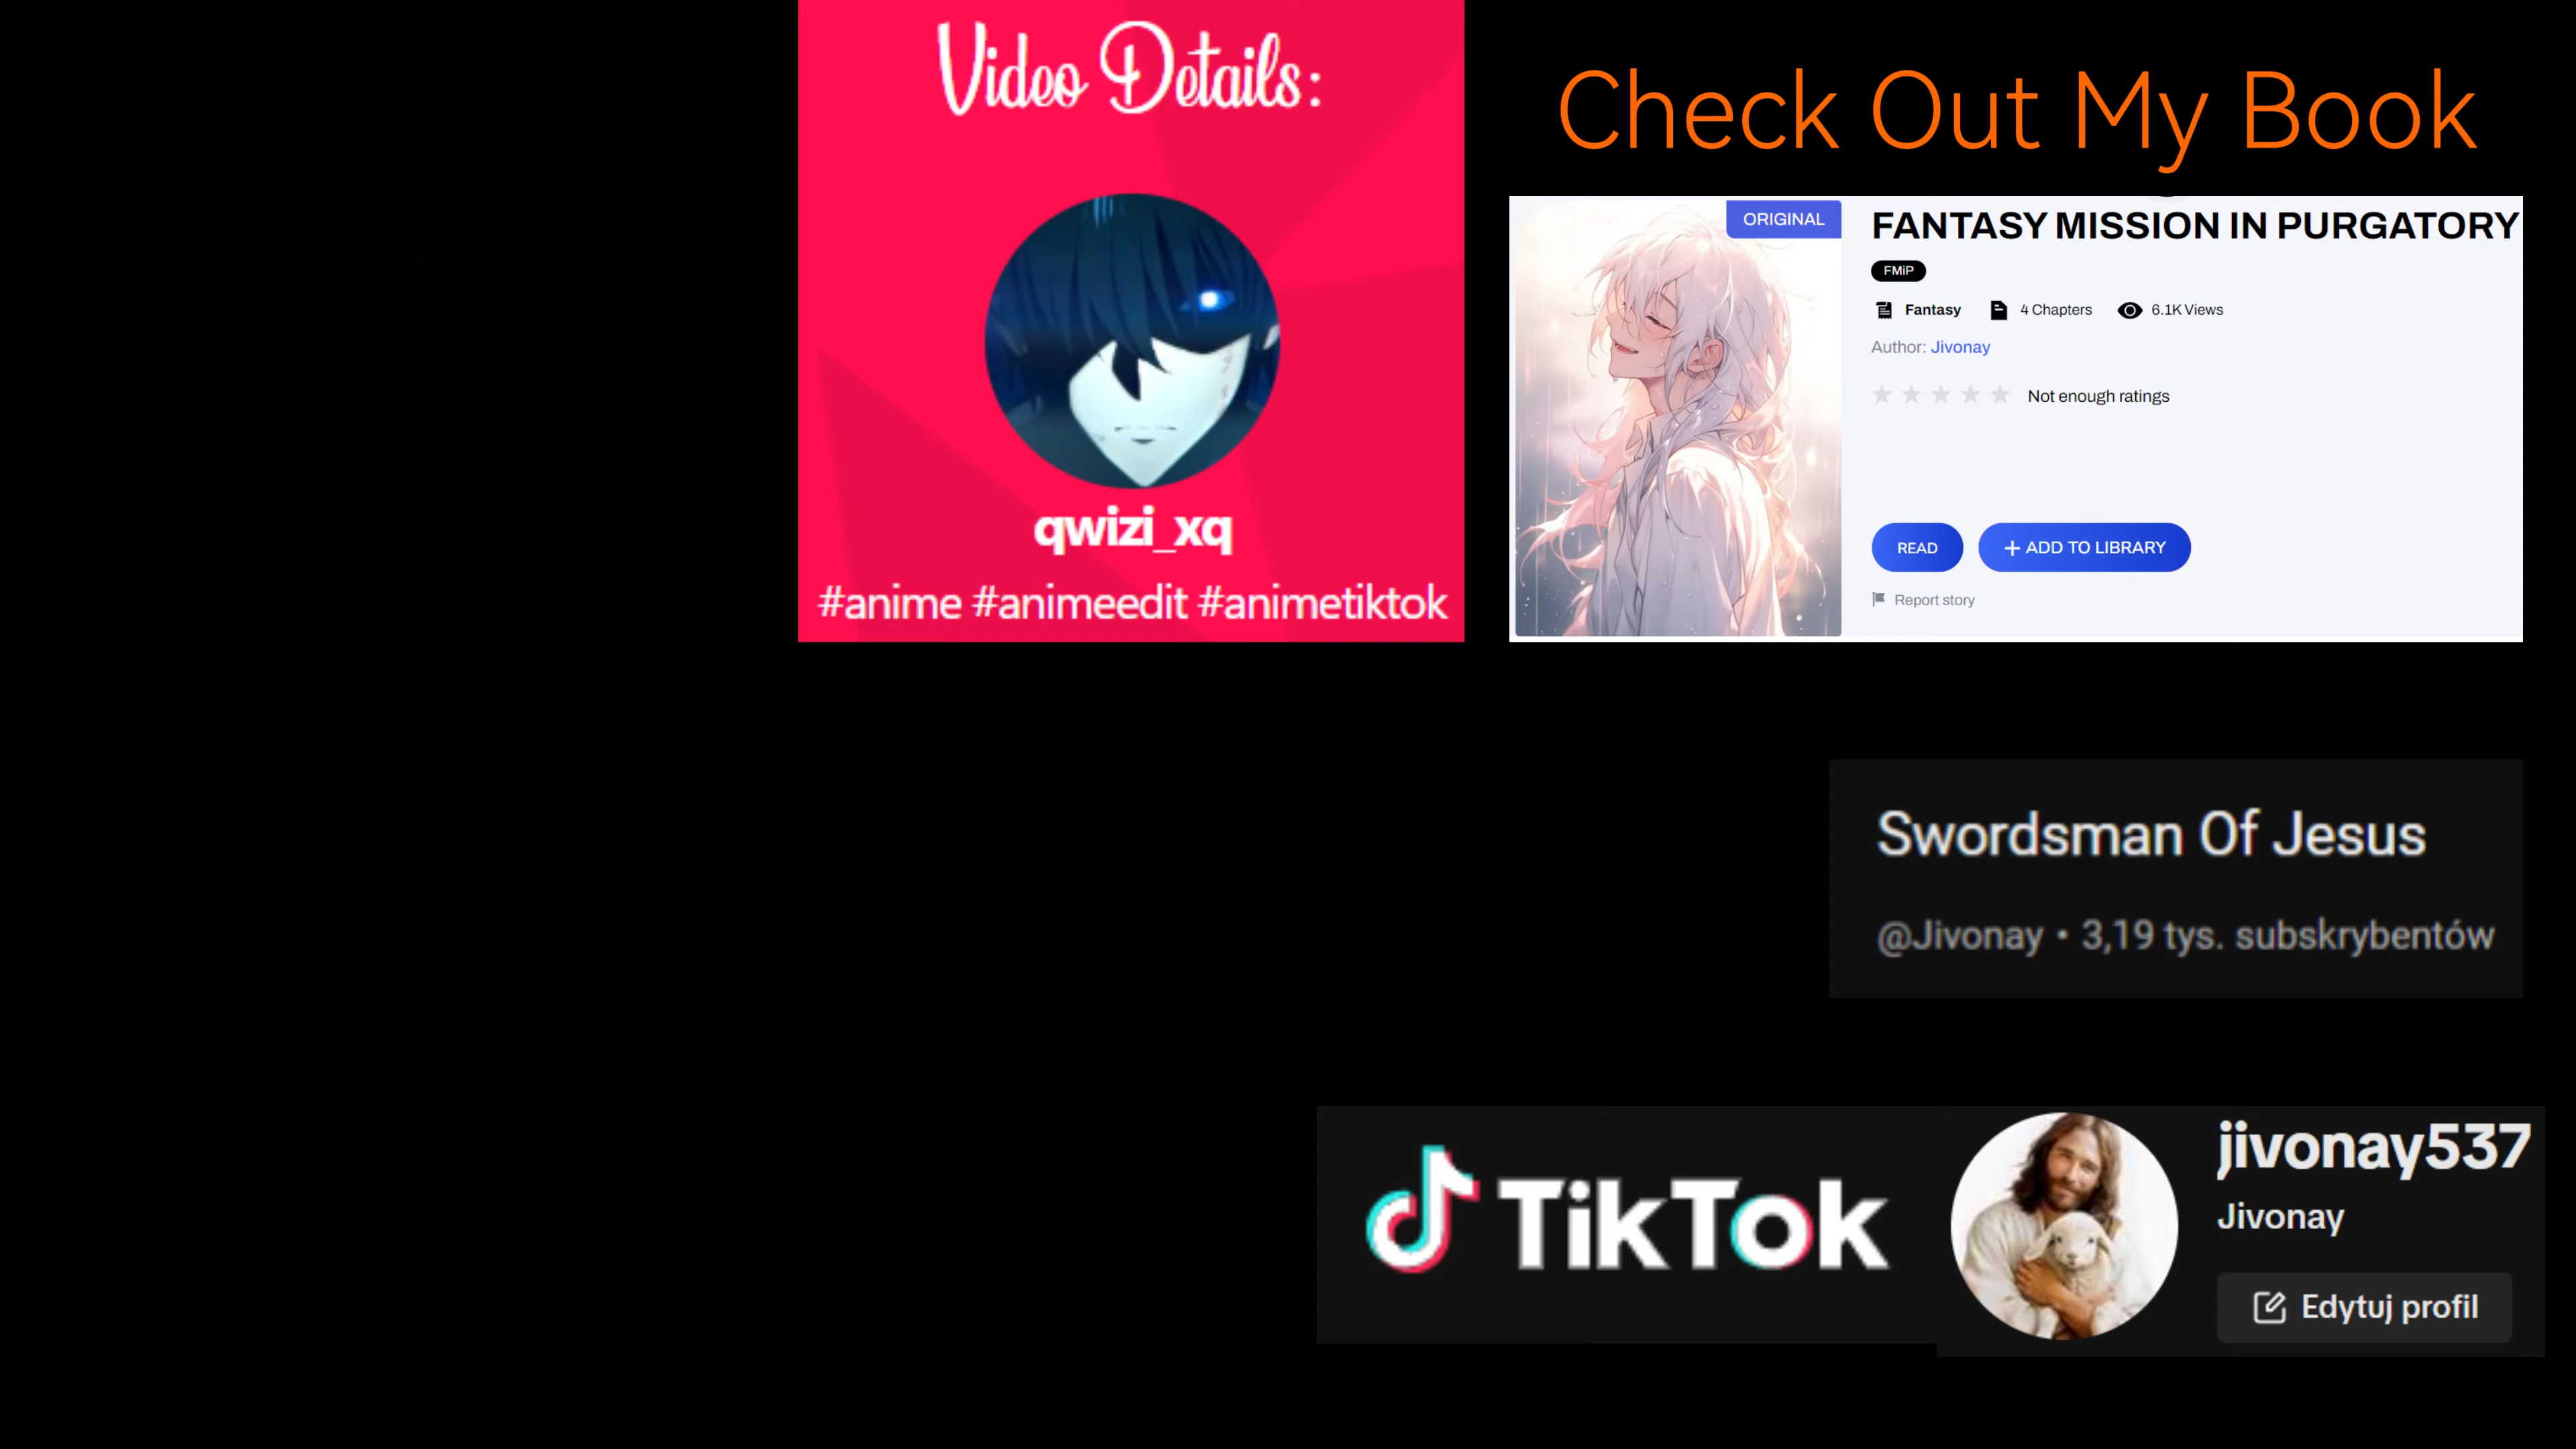 Video Details:
qwizi_xq
#anime #animeedit #animetiktok
Check Out My Book
ORIGINAL
FANTASY MISSION IN PURGATORY
FMiP
Fantasy 4 Chapters 6.1K Views
Author: Jivonay
Not enough ratings
READ + ADD TO LIBRARY
Report story
Swordsman Of Jesus
@Jivonay • 3,19 tys. subskrybentów
TikTok
jivonay537
Jivonay
Edytuj profil